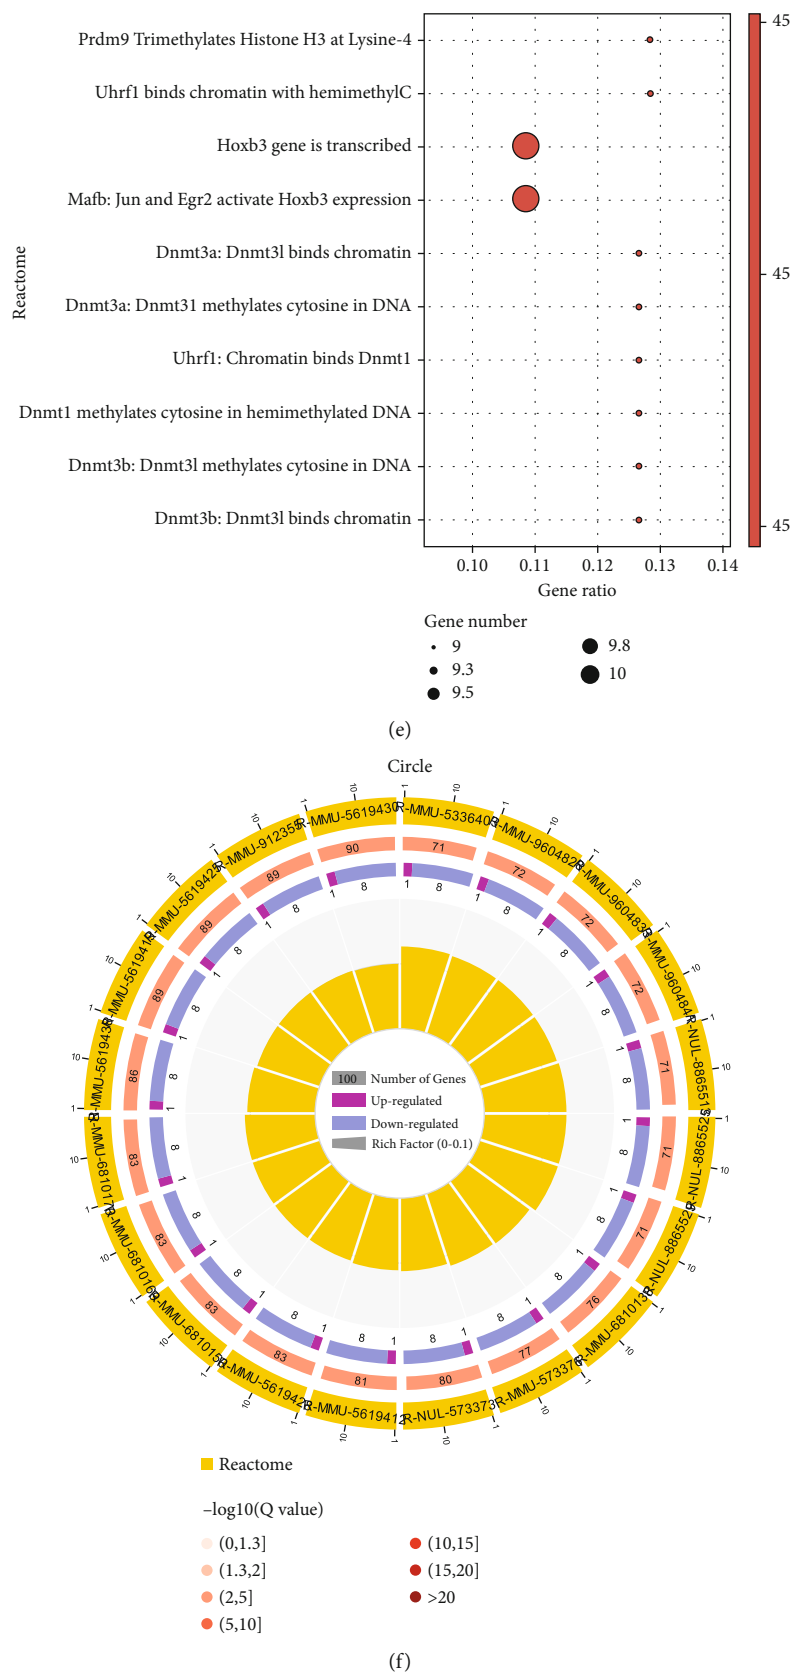 Reactome
Prdm9 Trimethylates Histone H3 at Lysine-4
Uhrf1 binds chromatin with hemimethylC
Hoxb3 gene is transcribed
Mafb: Jun and Egr2 activate Hoxb3 expression
Dnmt3a: Dnmt3l binds chromatin
Dnmt3a: Dnmt31 methylates cytosine in DNA
Uhrf1: Chromatin binds Dnmt1
Dnmt1 methylates cytosine in hemimethylated DNA
Dnmt3b: Dnmt3l methylates cytosine in DNA
Dnmt3b: Dnmt3l binds chromatin
45
45
45
0.10 0.11 0.12 0.13 0.14
Gene ratio
Gene number
9
9.3
9.5
9.8
10
(e)
Circle
R-MMU-5336403
R-MMU-9604829
R-MMU-960483
R-MMU-960484
R-NUL-886551
R-NUL-8865525
R-NUL-8865529
R-MMU-6810139
R-MMU-573376
R-NUL-573373
R-MMU-5619412
R-MMU-561942
R-MMU-681015
R-MMU-681016
R-MMU-681017
R-MMU-561943
R-MMU-561941
R-MMU-561942
R-MMU-912355
R-MMU-5619430
71
72
72
72
71
71
71
76
77
80
81
83
83
83
83
86
89
89
89
90
100 Number of Genes
Up-regulated
Down-regulated
Rich Factor (0-0.1)
Reactome
–log10(Q value)
(0,1.3]
(1.3,2]
(2,5]
(5,10]
(10,15]
(15,20]
>20
(f)